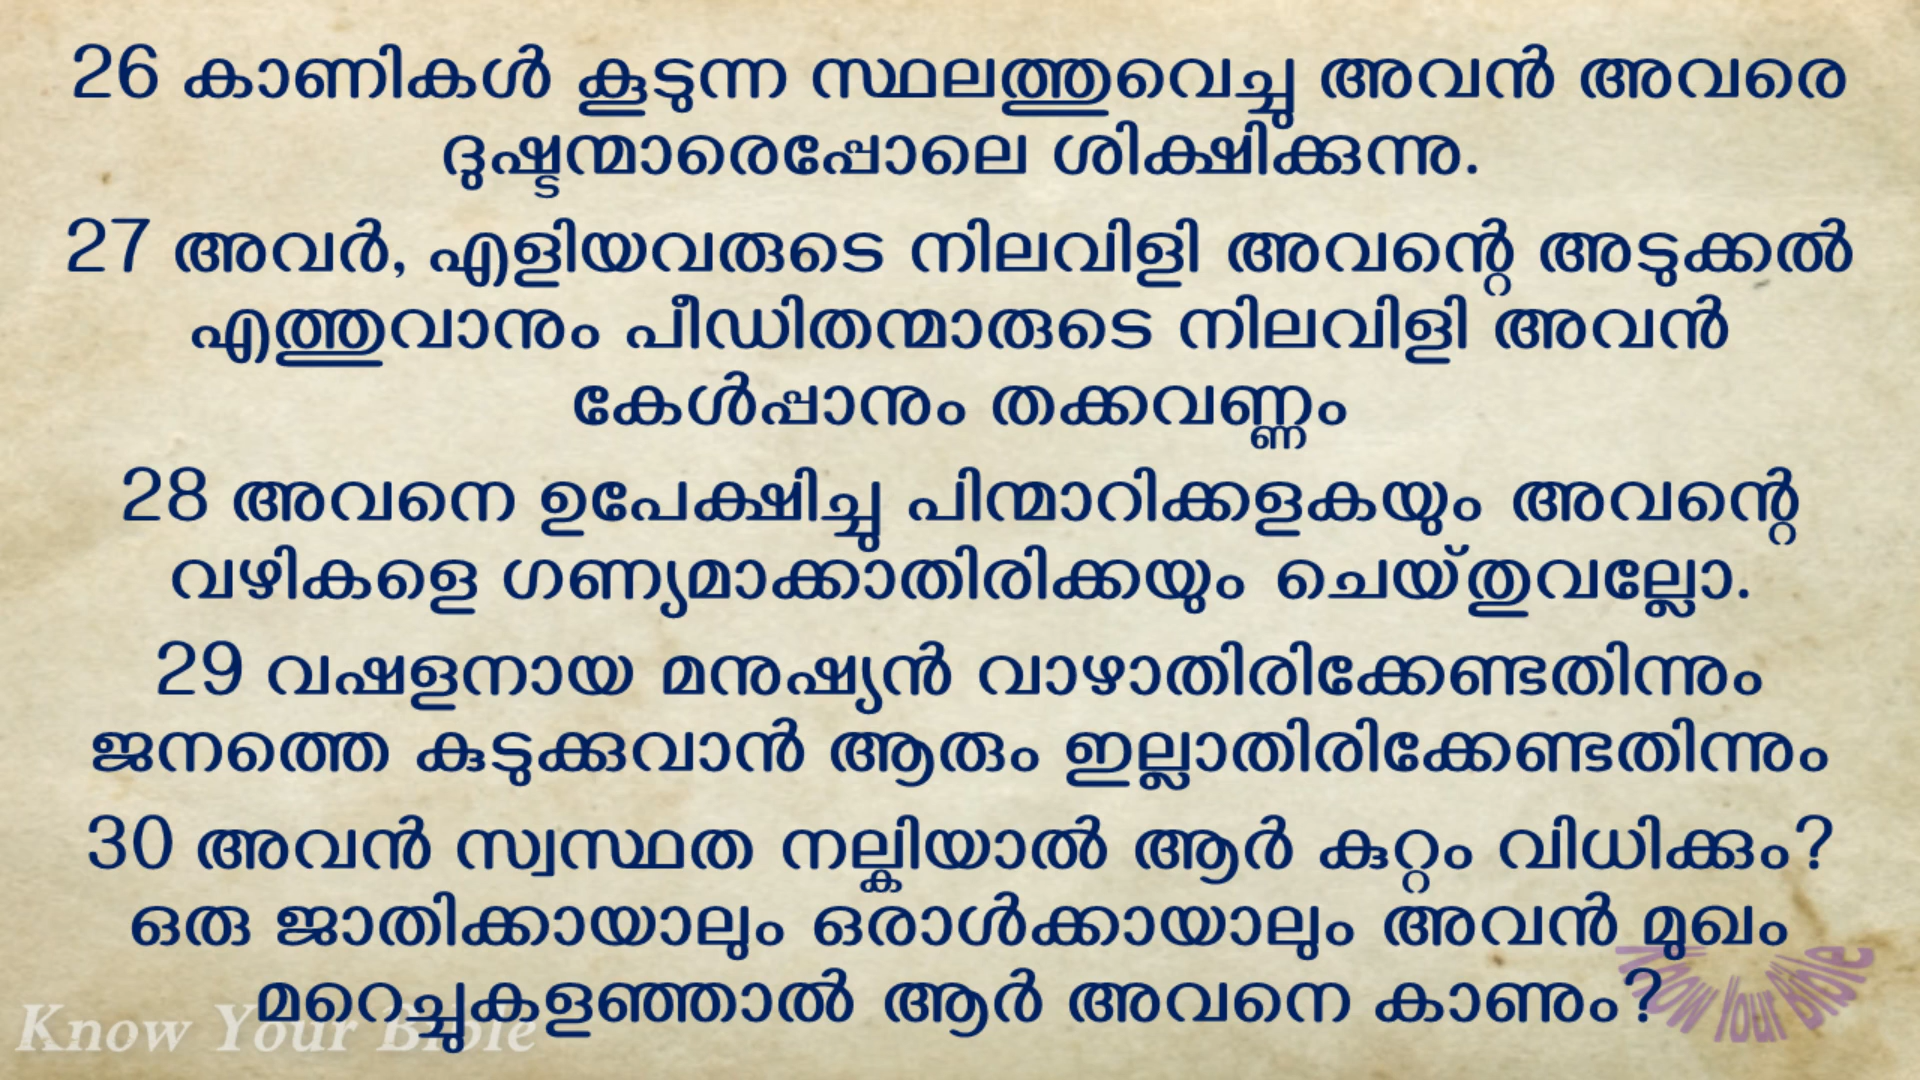 26 കാണികൾ കൂടുന്ന സ്ഥലത്തുവെച്ചു അവൻ അവരെ
ദുഷ്ടന്മാരെപ്പോലെ ശിക്ഷിക്കുന്നു.
27 അവർ, എളിയവരുടെ നിലവിളി അവന്റെ അടുക്കൽ
എത്തുവാനും പീഡിതന്മാരുടെ നിലവിളി അവൻ
കേൾപ്പാനും തക്കവണ്ണം
28 അവനെ ഉപേക്ഷിച്ചു പിന്മാറിക്കളകയും അവന്റെ
വഴികളെ ഗണ്യമാക്കാതിരിക്കയും ചെയ്തുവല്ലോ.
29 വഷളനായ മനുഷ്യൻ വാഴാതിരിക്കേണ്ടതിന്നും
ജനത്തെ കുടുക്കുവാൻ ആരും ഇല്ലാതിരിക്കേണ്ടതിന്നും
30 അവൻ സ്വസ്ഥത നല്കിയാൽ ആർ കുറ്റം വിധിക്കും?
ഒരു ജാതിക്കായാലും ഒരാൾക്കായാലും അവൻ മുഖം
മറെച്ചുകളഞ്ഞാൽ ആർ അവനെ കാണും?
Know Your Bible
Know Your Bible